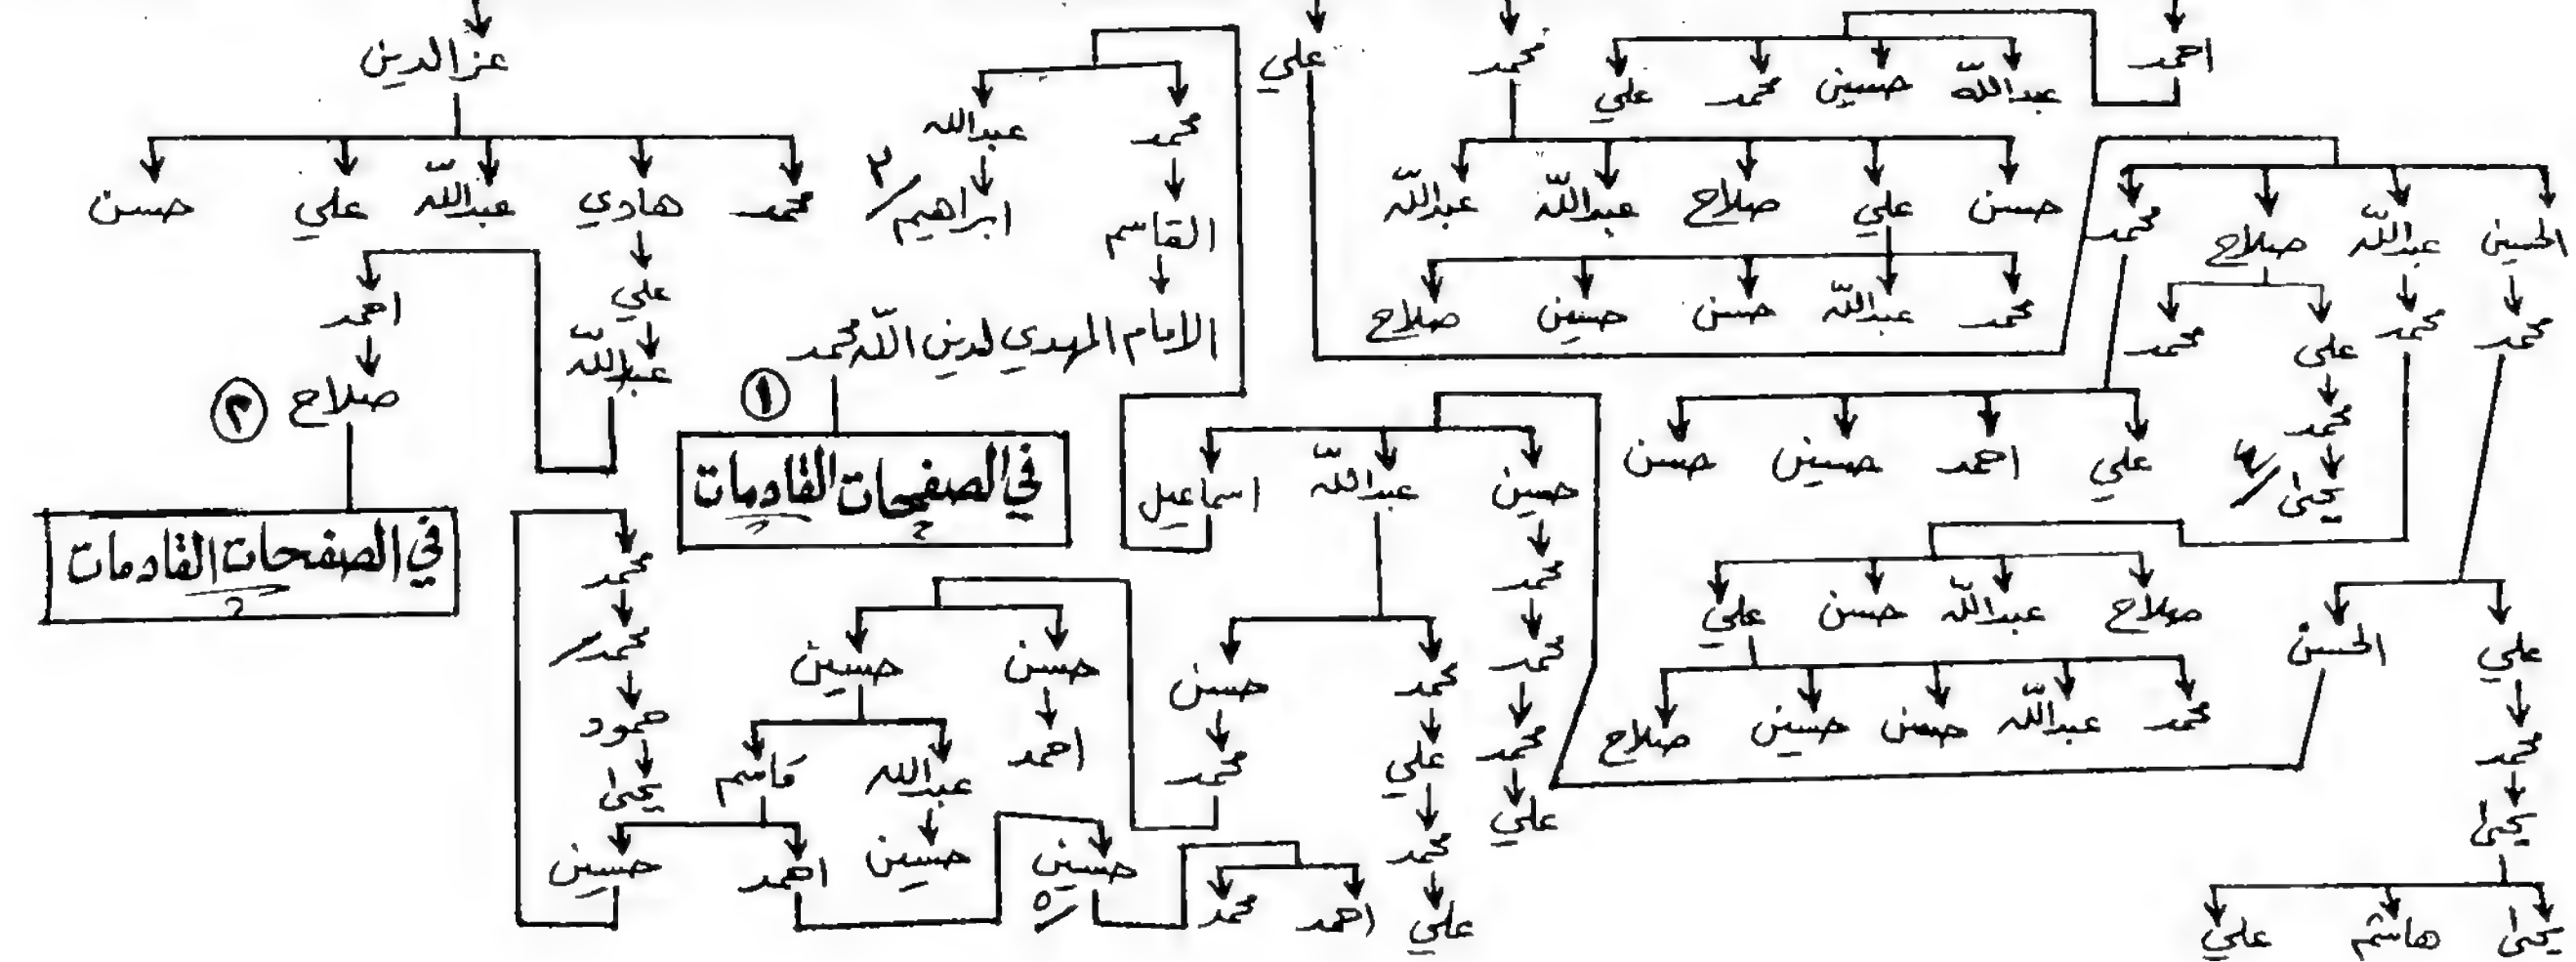 احمد
محمد
علي
عزالدين
عبدالله
حسين
محمد
علي
محمد
عبدالله
حسن
علي
صلاح
عبدالله
عبدالله
القاسم
ابراهيم /٢
محمد
هادي
عبدالله
علي
حسن
الحسين
عبدالله
صلاح
محمد
محمد
عبدالله
حسن
حسين
صلاح
الامام المهدي لدين الله محمد
علي
عبدالله
احمد
صلاح ٢
محمد
محمد
علي
محمد
محمد
يحيى
علي
احمد
حسين
حسن
حسين
عبدالله
اسماعيل
١
في الصفحات القادمات
في الصفحات القادمات
علي
الحسن
صلاح
عبدالله
حسن
علي
محمد
عبدالله
حسن
حسين
صلاح
محمد
محمد
محمد
علي
محمد
حسن
علي
محمد
محمد
علي
حسن
حسين
احمد
عبدالله
قاسم
حسين
احمد
حسين
محمد
محمد
حمود
يحيى
حسين /٥
احمد
محمد
محمد
يحيى
يحيى
هاشم
علي